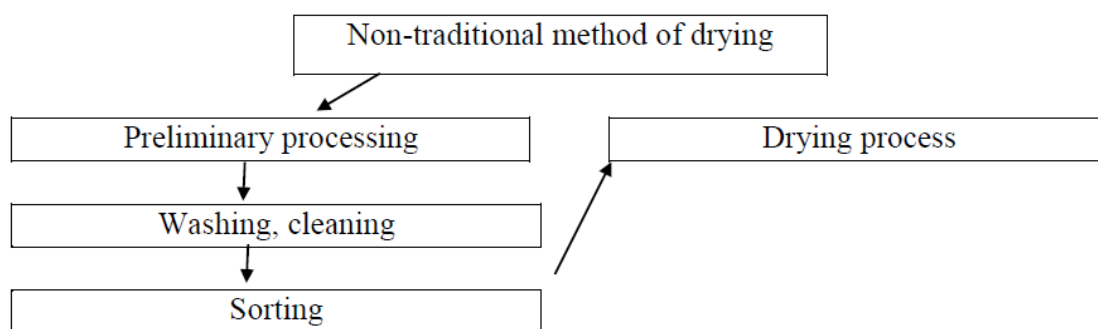 Non-traditional method of drying
Preliminary processing
Washing, cleaning
Sorting
Drying process